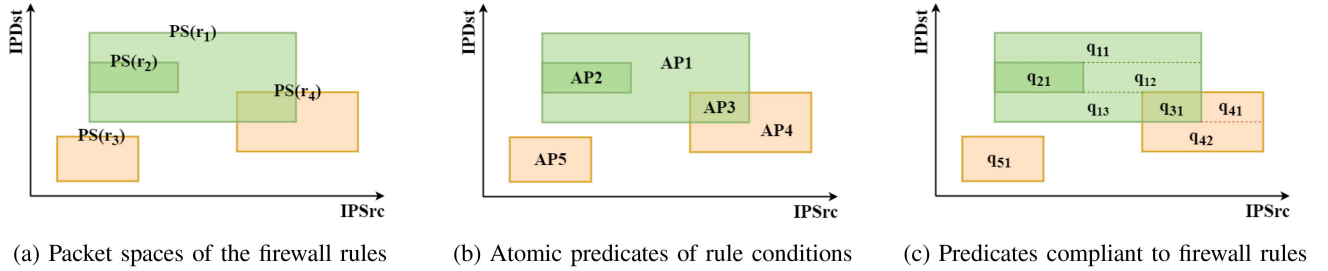 IPDst
PS(r₁)
PS(r₂)
PS(r₄)
PS(r₃)
IPSrc
(a) Packet spaces of the firewall rules
IPDst
AP1
AP2
AP3
AP4
AP5
IPSrc
(b) Atomic predicates of rule conditions
IPDst
q₁₁
q₂₁
q₁₂
q₁₃
q₃₁
q₄₁
q₄₂
q₅₁
IPSrc
(c) Predicates compliant to firewall rules